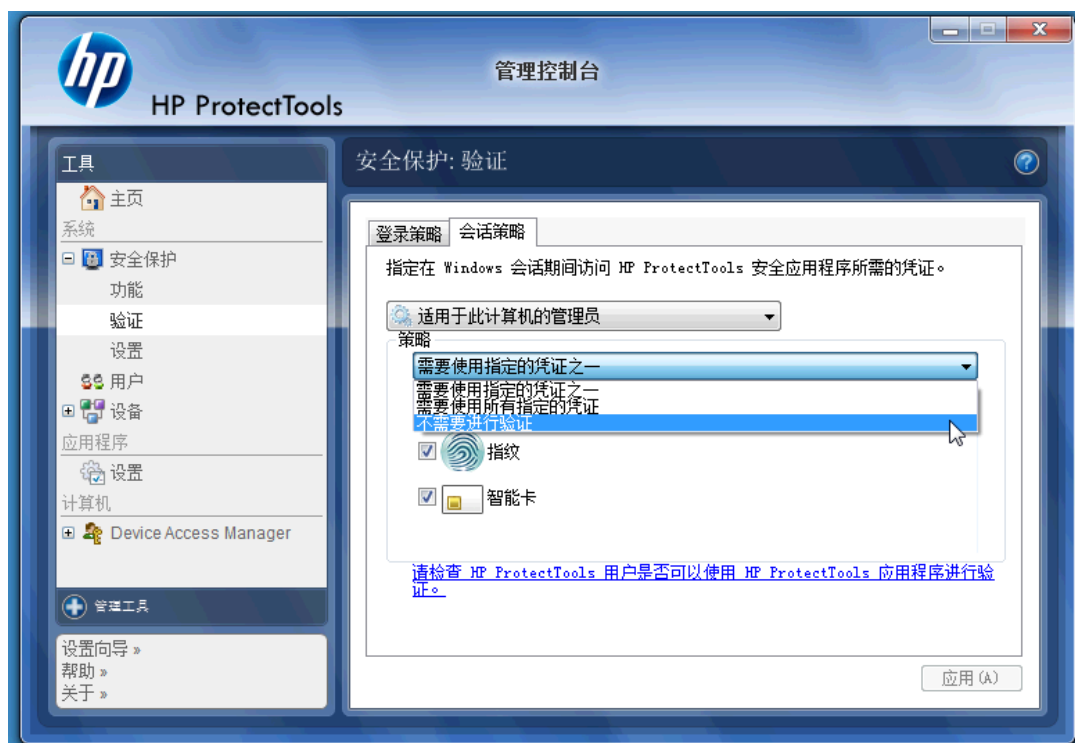 hp
管理控制台
HP ProtectTools
工具
主页
系统
安全保护
功能
验证
设置
用户
设备
应用程序
设置
计算机
Device Access Manager
管理工具
设置向导 »
帮助 »
关于 »
安全保护: 验证
?
登录策略
会话策略
指定在 Windows 会话期间访问 HP ProtectTools 安全应用程序所需的凭证。
适用于此计算机的管理员
策略
需要使用指定的凭证之一
需要使用指定的凭证之一
需要使用所有指定的凭证
不需要进行验证
指纹
智能卡
请检查 HP ProtectTools 用户是否可以使用 HP ProtectTools 应用程序进行验
证。
应用(A)